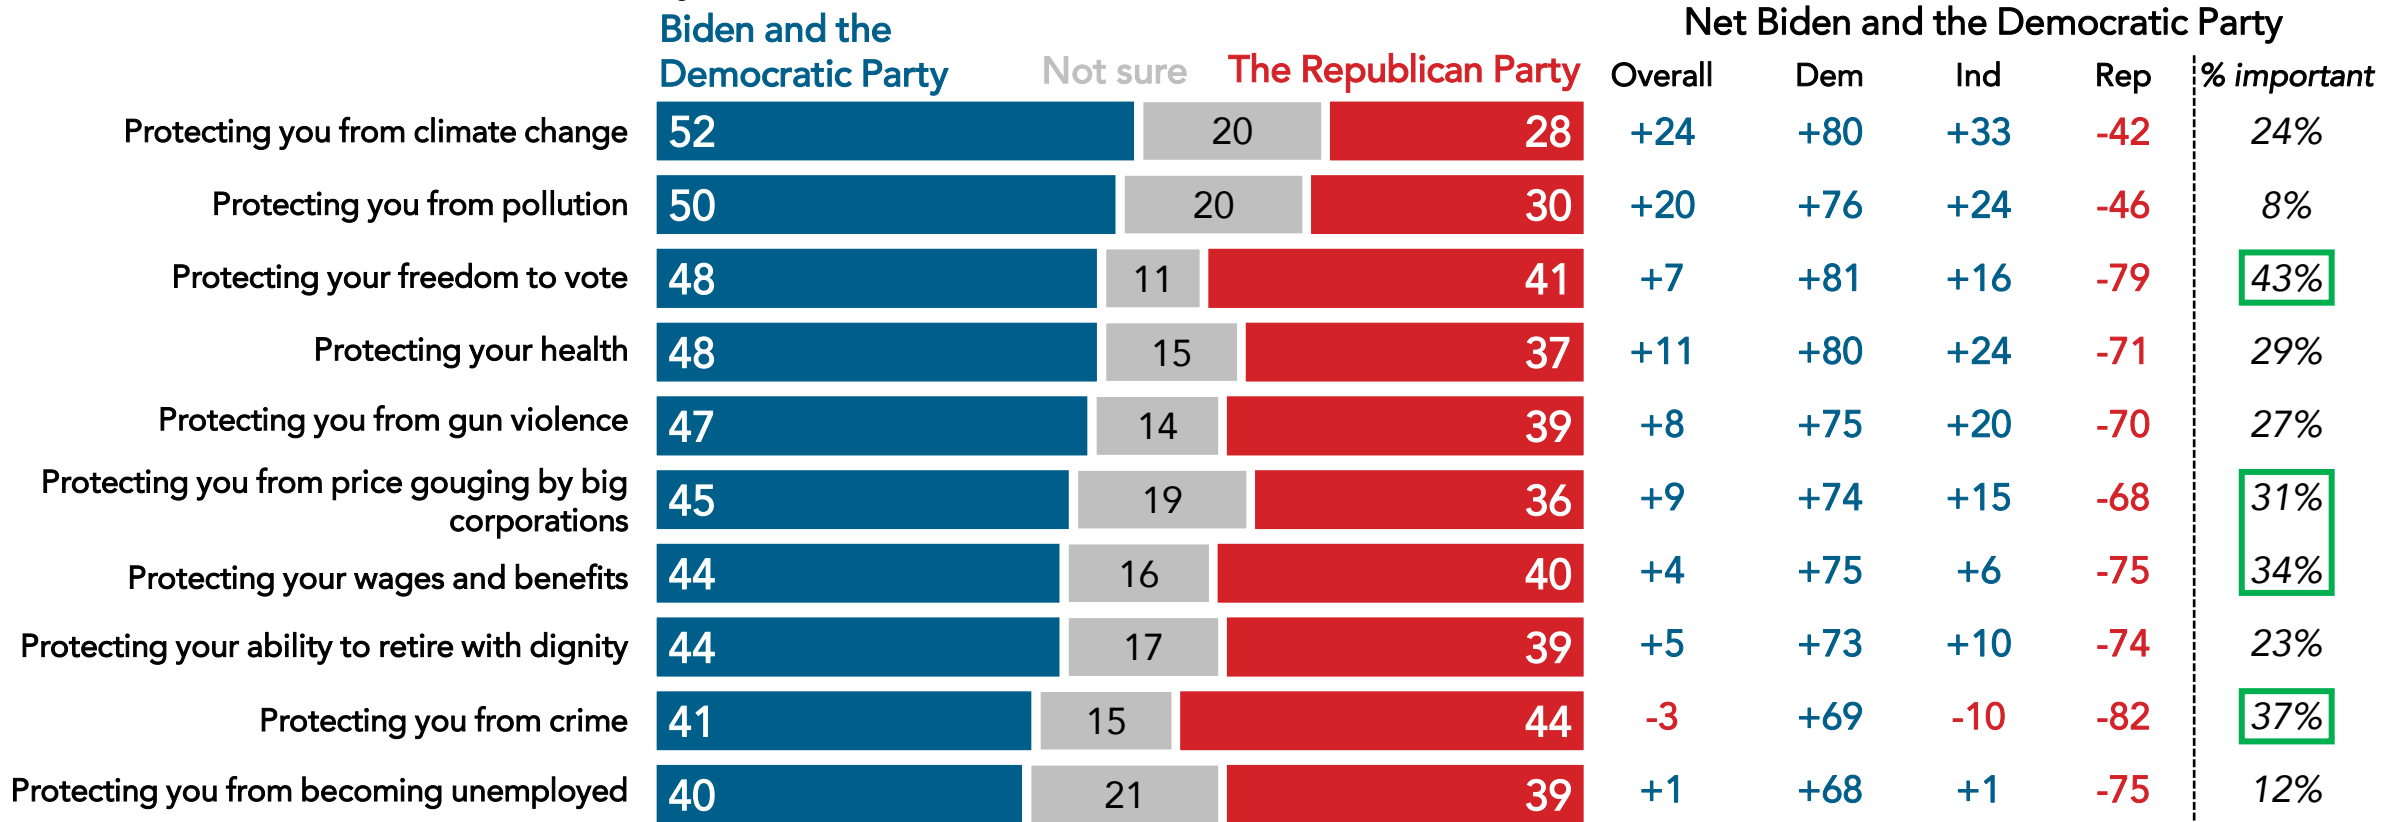 Net Biden and the Democratic Party
Biden and the
Democratic Party Not sure The Republican Party Overall Dem Ind Rep % important
Protecting you from climate change 52 20 28 +24 +80 +33 -42 24%
Protecting you from pollution 50 20 30 +20 +76 +24 -46 8%
Protecting your freedom to vote 48 11 41 +7 +81 +16 -79 43%
Protecting your health 48 15 37 +11 +80 +24 -71 29%
Protecting you from gun violence 47 14 39 +8 +75 +20 -70 27%
Protecting you from price gouging by big
corporations 45 19 36 +9 +74 +15 -68 31%
Protecting your wages and benefits 44 16 40 +4 +75 +6 -75 34%
Protecting your ability to retire with dignity 44 17 39 +5 +73 +10 -74 23%
Protecting you from crime 41 15 44 -3 +69 -10 -82 37%
Protecting you from becoming unemployed 40 21 39 +1 +68 +1 -75 12%